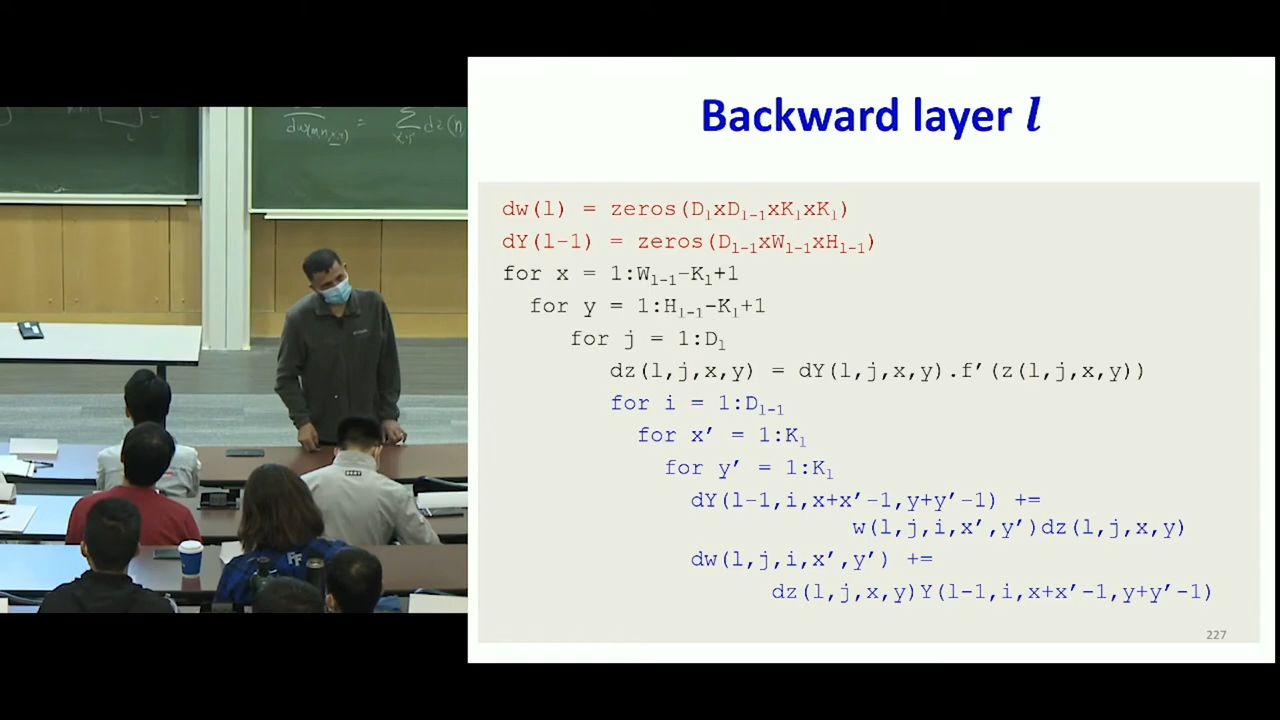 Backward layer l
dw(l) = zeros(DₗxDₗ₋₁xKₗxKₗ)
dY(l-1) = zeros(Dₗ₋₁xWₗ₋₁xHₗ₋₁)
for x = 1:Wₗ₋₁-Kₗ+1
for y = 1:Hₗ₋₁-Kₗ+1
for j = 1:Dₗ
dz(l,j,x,y) = dY(l,j,x,y).f′(z(l,j,x,y))
for i = 1:Dₗ₋₁
for x′ = 1:Kₗ
for y′ = 1:Kₗ
dY(l-1,i,x+x′-1,y+y′-1) +=
w(l,j,i,x′,y′)dz(l,j,x,y)
dw(l,j,i,x′,y′) +=
dz(l,j,x,y)Y(l-1,i,x+x′-1,y+y′-1)
227